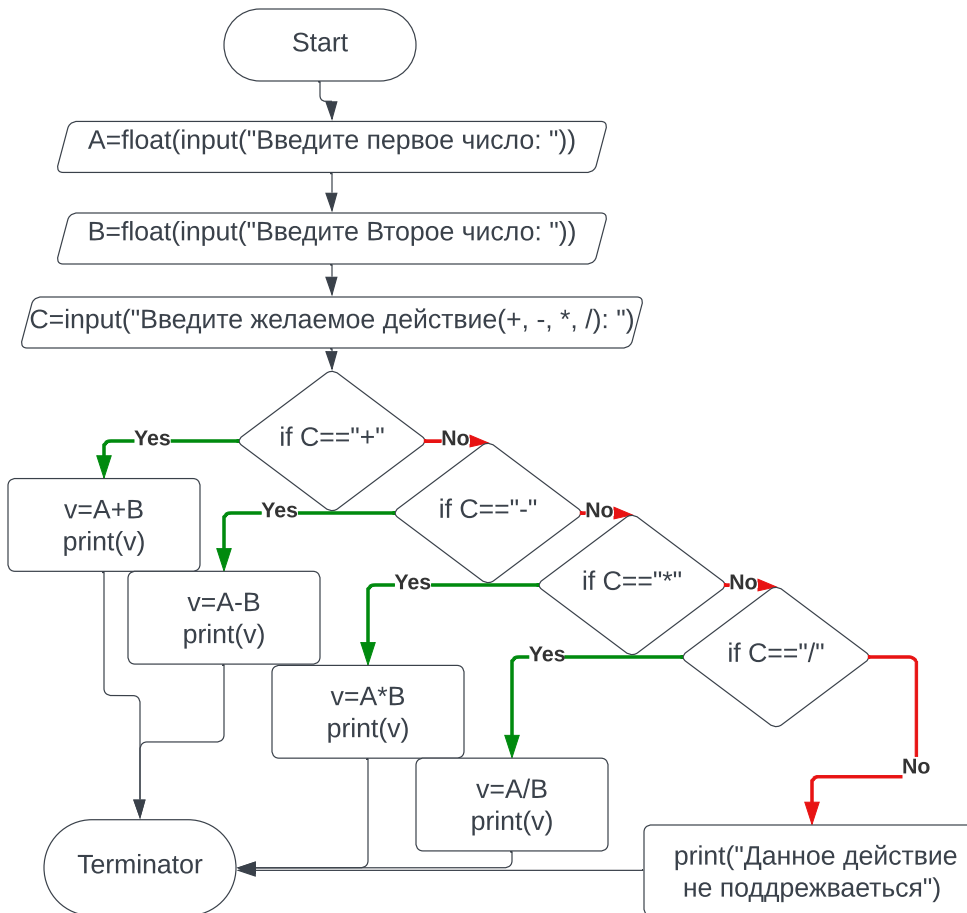 Start
A=float(input("Введите первое число: "))
B=float(input("Введите Второе число: "))
C=input("Введите желаемое действие(+, -, *, /): ")
if C=="+"
Yes
No
v=A+B
print(v)
if C=="-"
Yes
No
v=A-B
print(v)
if C=="*"
Yes
No
v=A*B
print(v)
if C=="/"
Yes
No
v=A/B
print(v)
print("Данное действие
не поддрежваеться")
Terminator